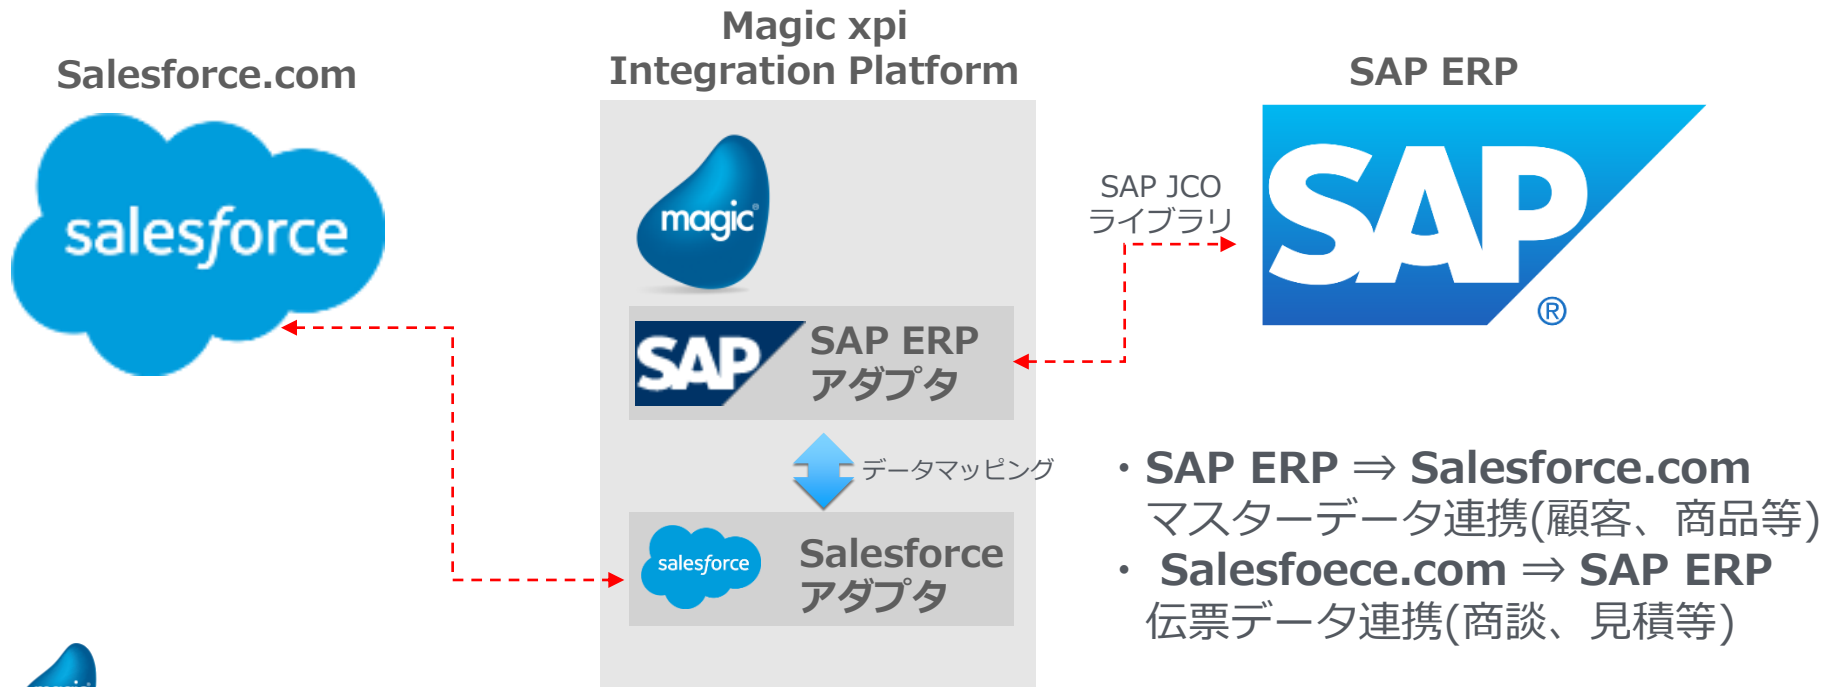 Magic xpi
Integration Platform
Salesforce.com
SAP ERP
salesforce
magic
SAP JCO
ライブラリ
SAP
®
SAP
SAP ERP
アダプタ
データマッピング
salesforce
Salesforce
アダプタ
・SAP ERP ⇒ Salesforce.com
マスターデータ連携(顧客、商品等)
・ Salesfoece.com ⇒ SAP ERP
伝票データ連携(商談、見積等)